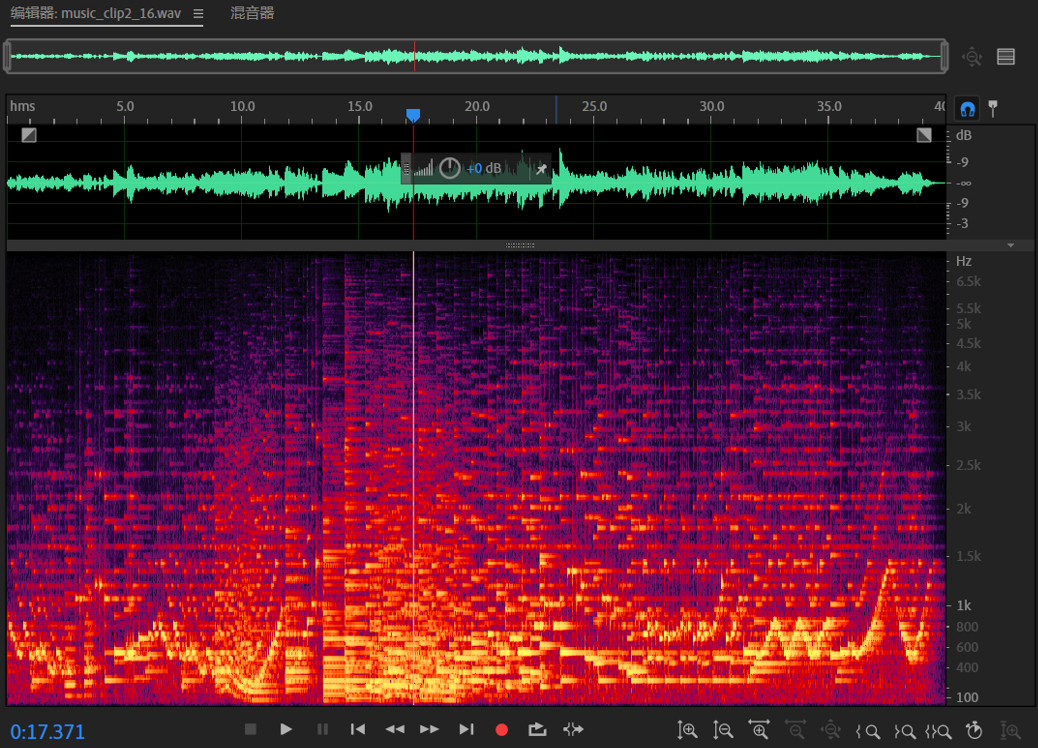 编辑器: music_clip2_16.wav ☰ 混音器
hms 5.0 10.0 15.0 20.0 25.0 30.0 35.0 40
dB
-9
-∞
-9
-3
+0 dB
Hz
6.5k
5.5k
5k
4.5k
4k
3.5k
3k
2.5k
2k
1.5k
1k
800
600
400
100
0:17.371